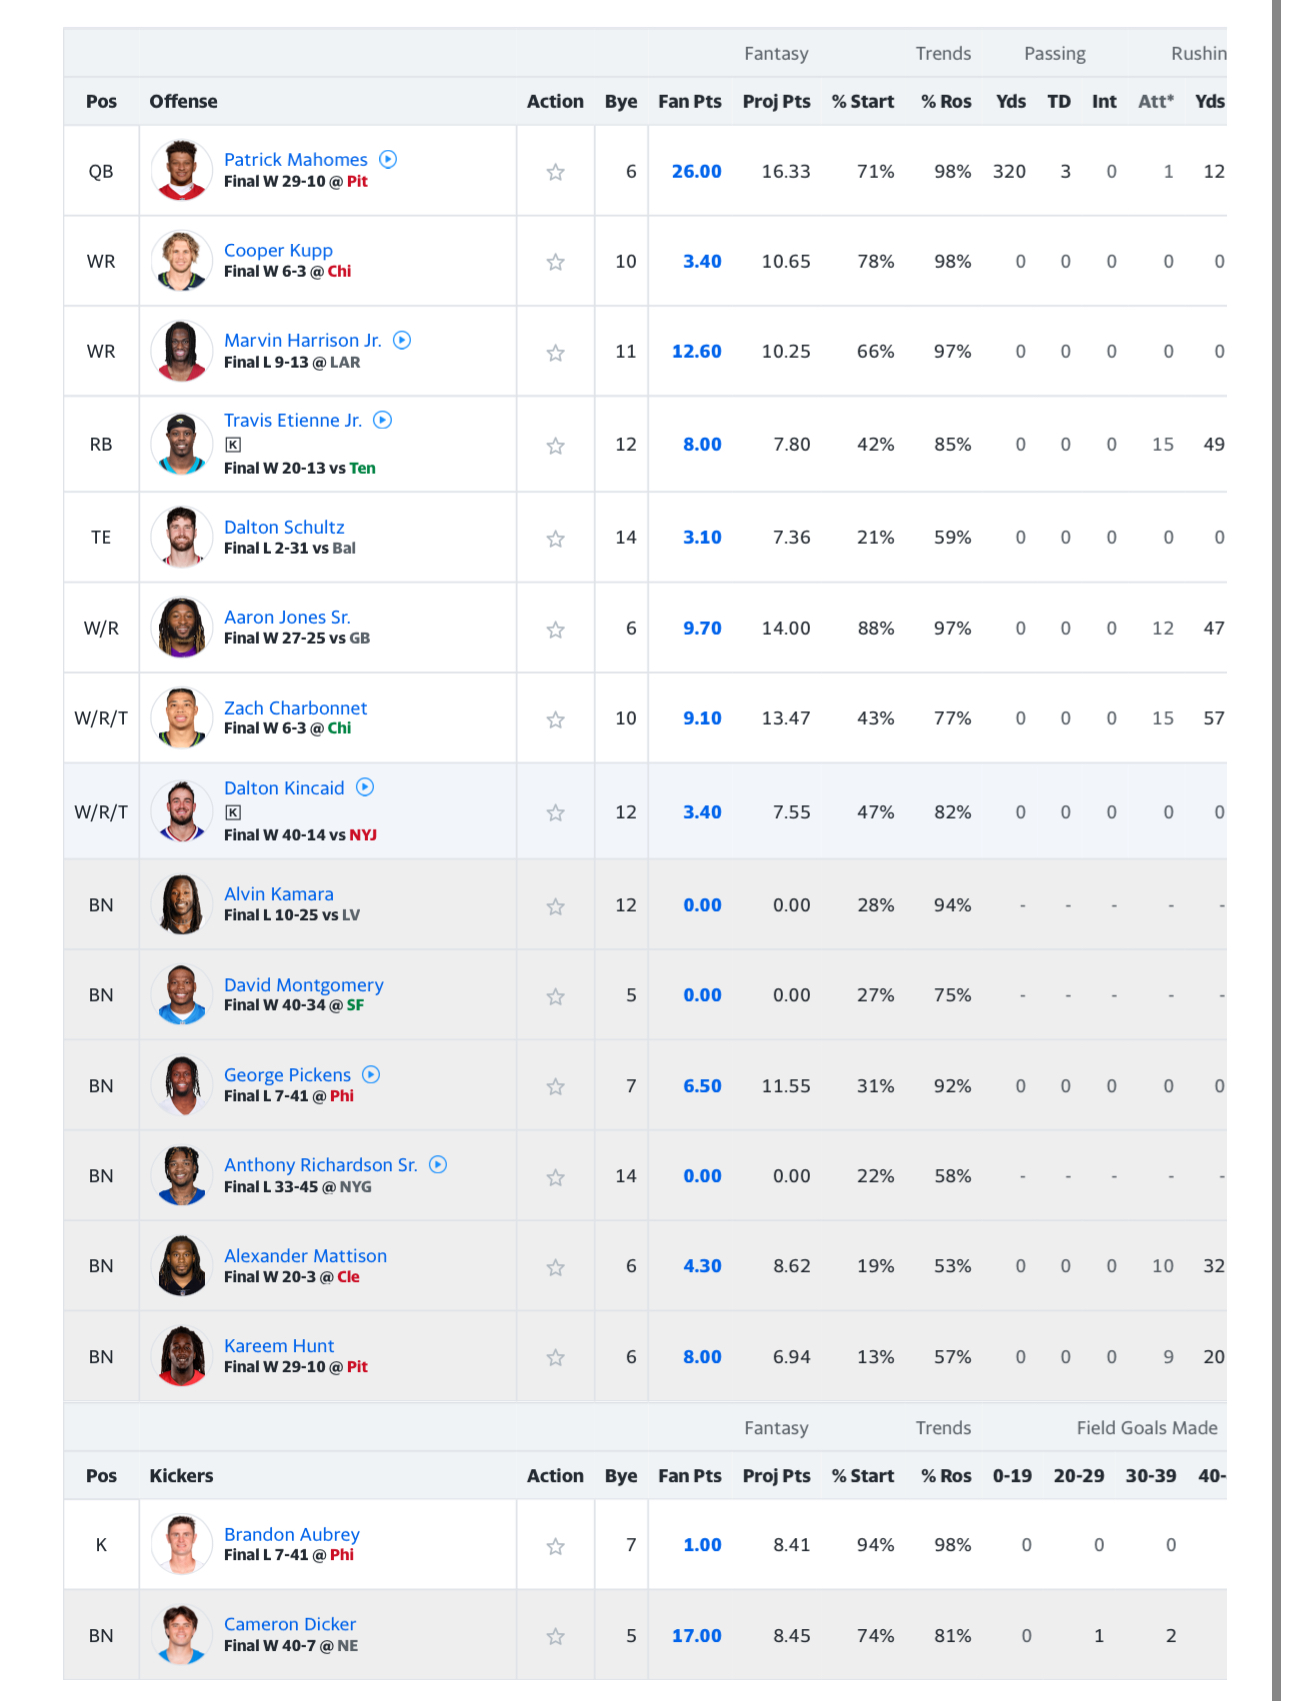 Fantasy Trends Passing Rushin
Pos Offense Action Bye Fan Pts Proj Pts % Start % Ros Yds TD Int Att* Yds
QB Patrick Mahomes 6 26.00 16.33 71% 98% 320 3 0 1 12
Final W 29-10 @ Pit
WR Cooper Kupp 10 3.40 10.65 78% 98% 0 0 0 0 0
Final W 6-3 @ Chi
WR Marvin Harrison Jr. 11 12.60 10.25 66% 97% 0 0 0 0 0
Final L 9-13 @ LAR
RB Travis Etienne Jr. 12 8.00 7.80 42% 85% 0 0 0 15 49
K
Final W 20-13 vs Ten
TE Dalton Schultz 14 3.10 7.36 21% 59% 0 0 0 0 0
Final L 2-31 vs Bal
W/R Aaron Jones Sr. 6 9.70 14.00 88% 97% 0 0 0 12 47
Final W 27-25 vs GB
W/R/T Zach Charbonnet 10 9.10 13.47 43% 77% 0 0 0 15 57
Final W 6-3 @ Chi
W/R/T Dalton Kincaid 12 3.40 7.55 47% 82% 0 0 0 0 0
K
Final W 40-14 vs NYJ
BN Alvin Kamara 12 0.00 0.00 28% 94% - - - - -
Final L 10-25 vs LV
BN David Montgomery 5 0.00 0.00 27% 75% - - - - -
Final W 40-34 @ SF
BN George Pickens 7 6.50 11.55 31% 92% 0 0 0 0 0
Final L 7-41 @ Phi
BN Anthony Richardson Sr. 14 0.00 0.00 22% 58% - - - - -
Final L 33-45 @ NYG
BN Alexander Mattison 6 4.30 8.62 19% 53% 0 0 0 10 32
Final W 20-3 @ Cle
BN Kareem Hunt 6 8.00 6.94 13% 57% 0 0 0 9 20
Final W 29-10 @ Pit
Fantasy Trends Field Goals Made
Pos Kickers Action Bye Fan Pts Proj Pts % Start % Ros 0-19 20-29 30-39 40-
K Brandon Aubrey 7 1.00 8.41 94% 98% 0 0 0
Final L 7-41 @ Phi
BN Cameron Dicker 5 17.00 8.45 74% 81% 0 1 2
Final W 40-7 @ NE